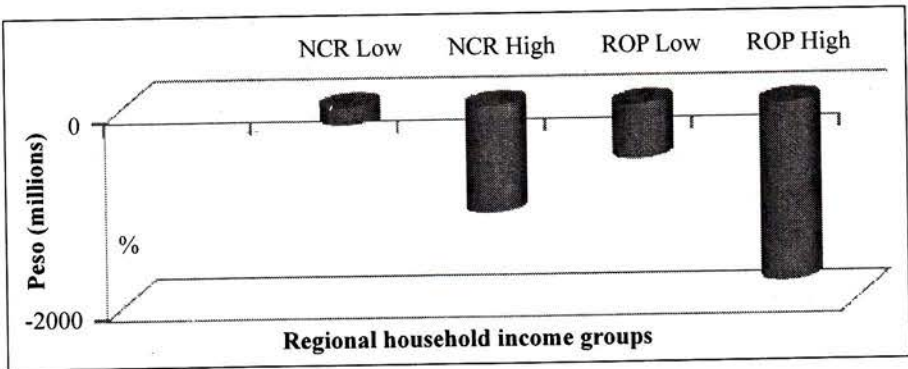 NCR Low NCR High ROP Low ROP High
0
Peso (millions)
%
-2000
Regional household income groups